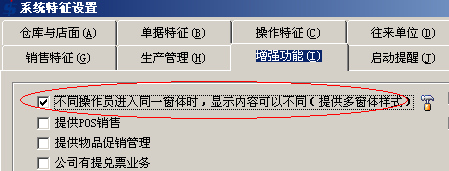 系统特征设置
仓库与店面(A) 单据特征(B) 操作特征(C) 往来单位(D)
销售特征(G) 生产管理(H) 增强功能(I) 启动提醒(J)
不同操作员进入同一窗体时，显示内容可以不同(提供多窗体样式)
提供POS销售
提供物品促销管理
公司有提兑票业务